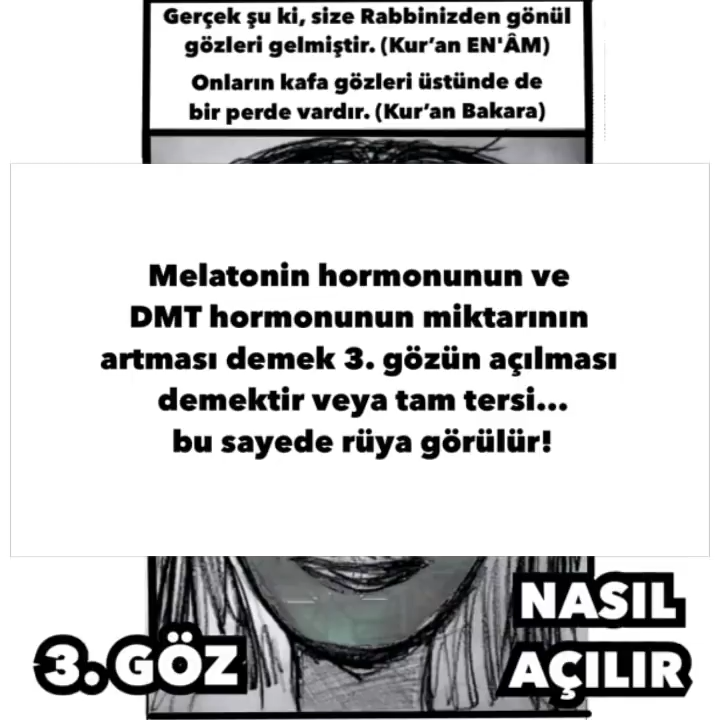 Gerçek şu ki, size Rabbinizden gönül
gözleri gelmiştir. (Kur’an EN'ÂM)
Onların kafa gözleri üstünde de
bir perde vardır. (Kur’an Bakara)
Melatonin hormonunun ve
DMT hormonunun miktarının
artması demek 3. gözün açılması
demektir veya tam tersi...
bu sayede rüya görülür!
3. GÖZ
NASIL
AÇILIR